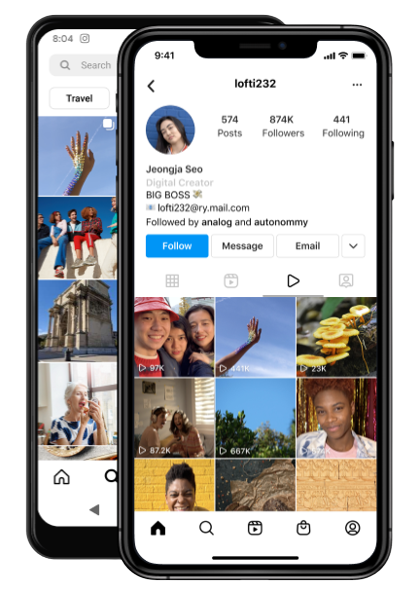 8:04
Search
Travel
9:41
lofti232
574
Posts
874K
Followers
441
Following
Jeongja Seo
Digital Creator
BIG BOSS 💸
📧 lofti232@ry.mail.com
Followed by analog and autonommy
Follow
Message
Email
97K
441K
23K
87.2K
667K